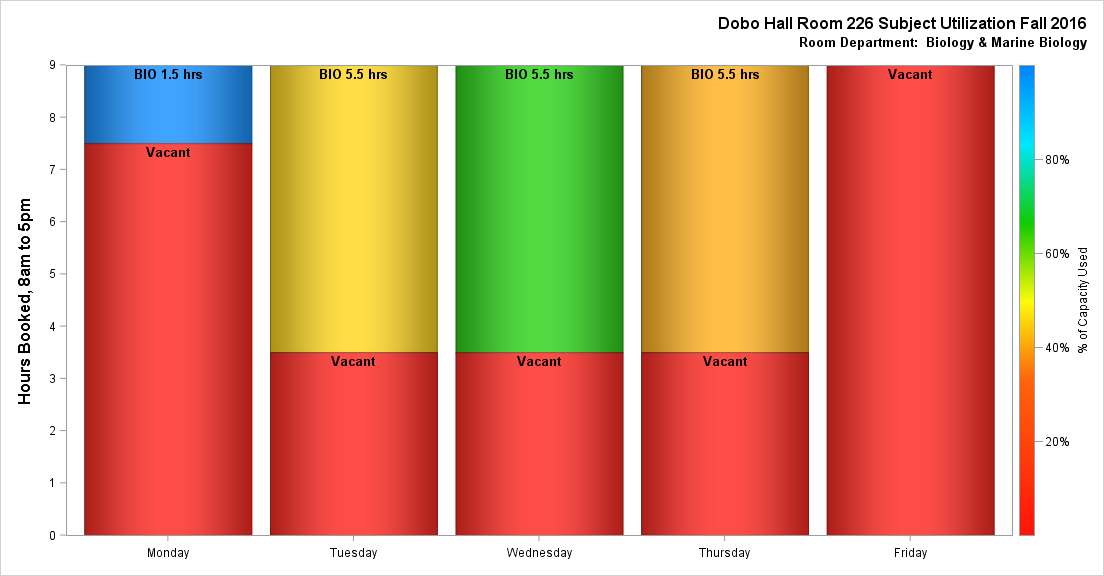 Dobo Hall Room 226 Subject Utilization Fall 2016
Room Department: Biology & Marine Biology
Hours Booked, 8am to 5pm
9
8
7
6
5
4
3
2
1
0
BIO 1.5 hrs
Vacant
BIO 5.5 hrs
Vacant
BIO 5.5 hrs
Vacant
BIO 5.5 hrs
Vacant
Vacant
Monday
Tuesday
Wednesday
Thursday
Friday
80%
60%
40%
20%
% of Capacity Used